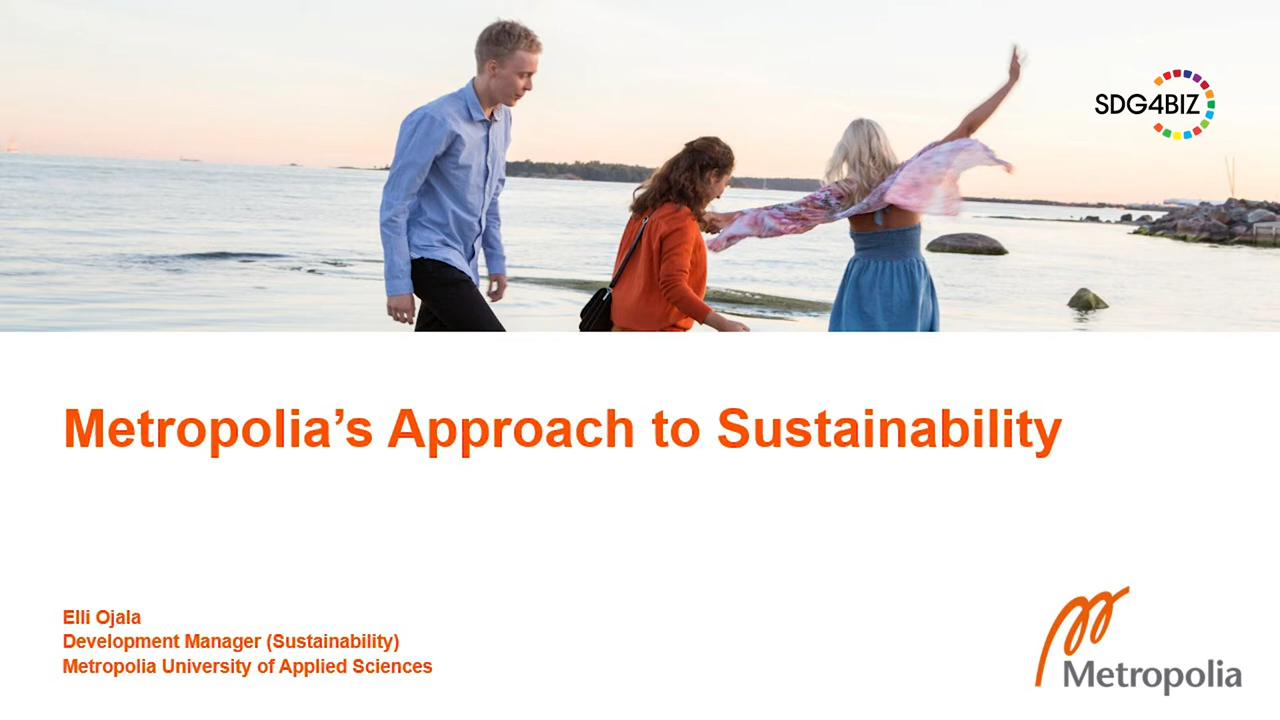 SDG4BIZ
Metropolia’s Approach to Sustainability
Elli Ojala
Development Manager (Sustainability)
Metropolia University of Applied Sciences
Metropolia